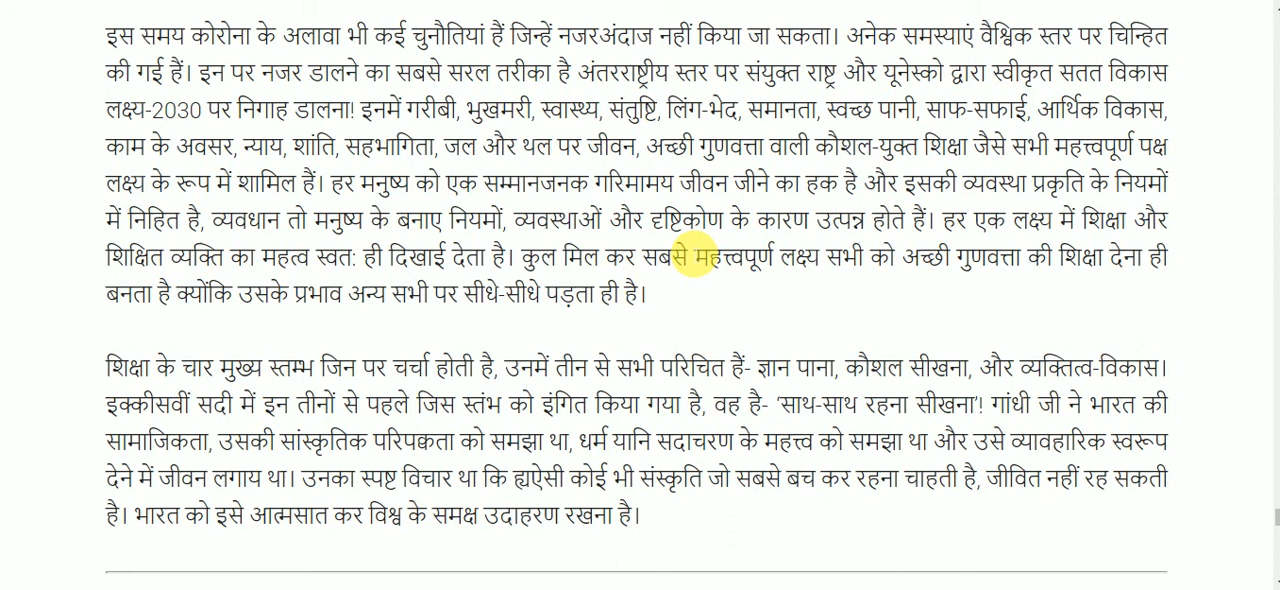 इस समय कोरोना के अलावा भी कई चुनौतियां हैं जिन्हें नजरअंदाज नहीं किया जा सकता। अनेक समस्याएं वैश्विक स्तर पर चिन्हित
की गई हैं। इन पर नजर डालने का सबसे सरल तरीका है अंतरराष्ट्रीय स्तर पर संयुक्त राष्ट्र और यूनेस्को द्वारा स्वीकृत सतत विकास
लक्ष्य-2030 पर निगाह डालना! इनमें गरीबी, भुखमरी, स्वास्थ्य, संतुष्टि, लिंग-भेद, समानता, स्वच्छ पानी, साफ-सफाई, आर्थिक विकास,
काम के अवसर, न्याय, शांति, सहभागिता, जल और थल पर जीवन, अच्छी गुणवत्ता वाली कौशल-युक्त शिक्षा जैसे सभी महत्त्वपूर्ण पक्ष
लक्ष्य के रूप में शामिल हैं। हर मनुष्य को एक सम्मानजनक गरिमामय जीवन जीने का हक है और इसकी व्यवस्था प्रकृति के नियमों
में निहित है, व्यवधान तो मनुष्य के बनाए नियमों, व्यवस्थाओं और दृष्टिकोण के कारण उत्पन्न होते हैं। हर एक लक्ष्य में शिक्षा और
शिक्षित व्यक्ति का महत्व स्वत: ही दिखाई देता है। कुल मिल कर सबसे महत्त्वपूर्ण लक्ष्य सभी को अच्छी गुणवत्ता की शिक्षा देना ही
बनता है क्योंकि उसके प्रभाव अन्य सभी पर सीधे-सीधे पड़ता ही है।
शिक्षा के चार मुख्य स्तम्भ जिन पर चर्चा होती है, उनमें तीन से सभी परिचित हैं- ज्ञान पाना, कौशल सीखना, और व्यक्तित्व-विकास।
इक्कीसवीं सदी में इन तीनों से पहले जिस स्तंभ को इंगित किया गया है, वह है- ‘साथ-साथ रहना सीखना’! गांधी जी ने भारत की
सामाजिकता, उसकी सांस्कृतिक परिपक्वता को समझा था, धर्म यानि सदाचरण के महत्त्व को समझा था और उसे व्यावहारिक स्वरूप
देने में जीवन लगाय था। उनका स्पष्ट विचार था कि ह्यऐसी कोई भी संस्कृति जो सबसे बच कर रहना चाहती है, जीवित नहीं रह सकती
है। भारत को इसे आत्मसात कर विश्व के समक्ष उदाहरण रखना है।